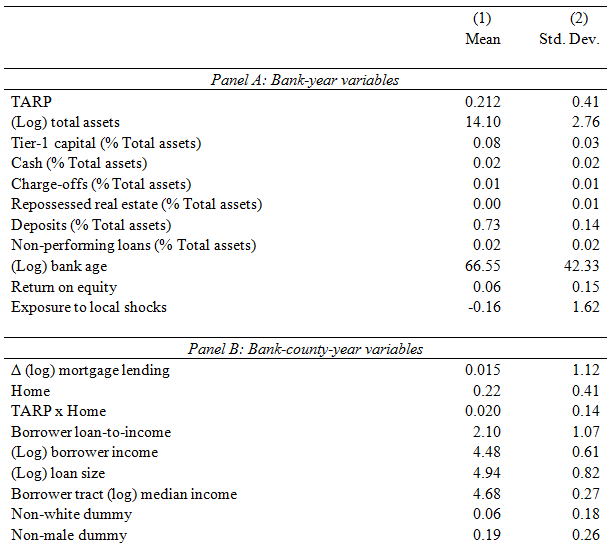 (1) (2)
Mean Std. Dev.
Panel A: Bank-year variables
TARP 0.212 0.41
(Log) total assets 14.10 2.76
Tier-1 capital (% Total assets) 0.08 0.03
Cash (% Total assets) 0.02 0.02
Charge-offs (% Total assets) 0.01 0.01
Repossessed real estate (% Total assets) 0.00 0.01
Deposits (% Total assets) 0.73 0.14
Non-performing loans (% Total assets) 0.02 0.02
(Log) bank age 66.55 42.33
Return on equity 0.06 0.15
Exposure to local shocks -0.16 1.62
Panel B: Bank-county-year variables
Δ (log) mortgage lending 0.015 1.12
Home 0.22 0.41
TARP x Home 0.020 0.14
Borrower loan-to-income 2.10 1.07
(Log) borrower income 4.48 0.61
(Log) loan size 4.94 0.82
Borrower tract (log) median income 4.68 0.27
Non-white dummy 0.06 0.18
Non-male dummy 0.19 0.26